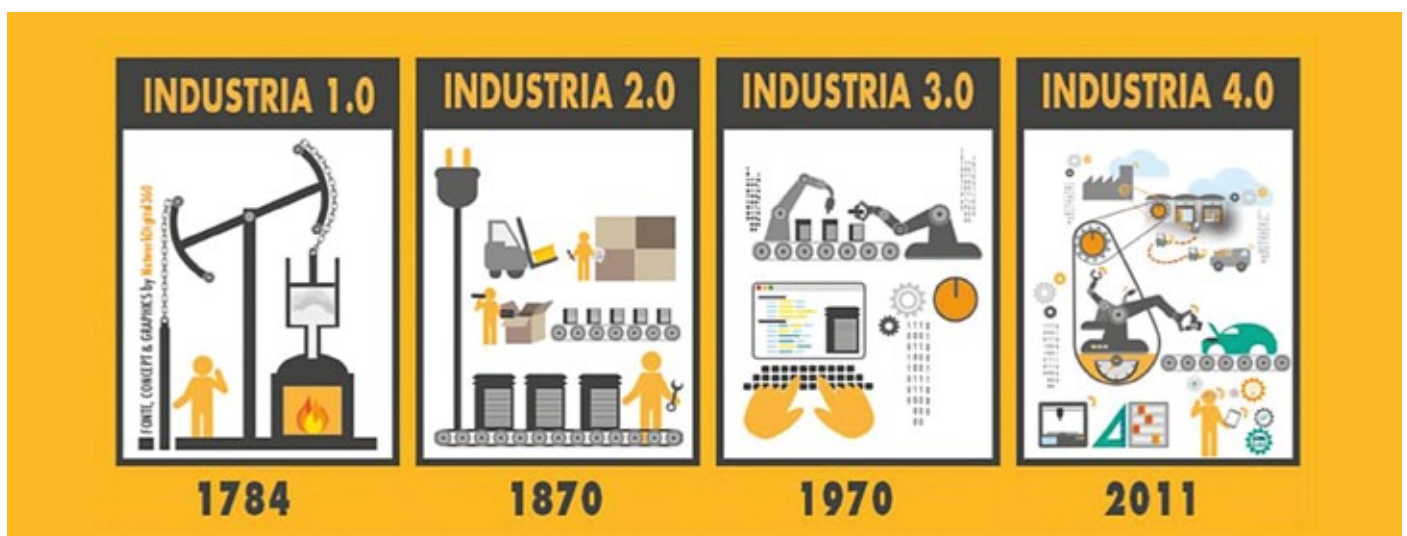 INDUSTRIA 1.0
INDUSTRIA 2.0
INDUSTRIA 3.0
INDUSTRIA 4.0
FONTE, CONCEPT & GRAPHICS by NetworkDigital360
1784
1870
1970
2011